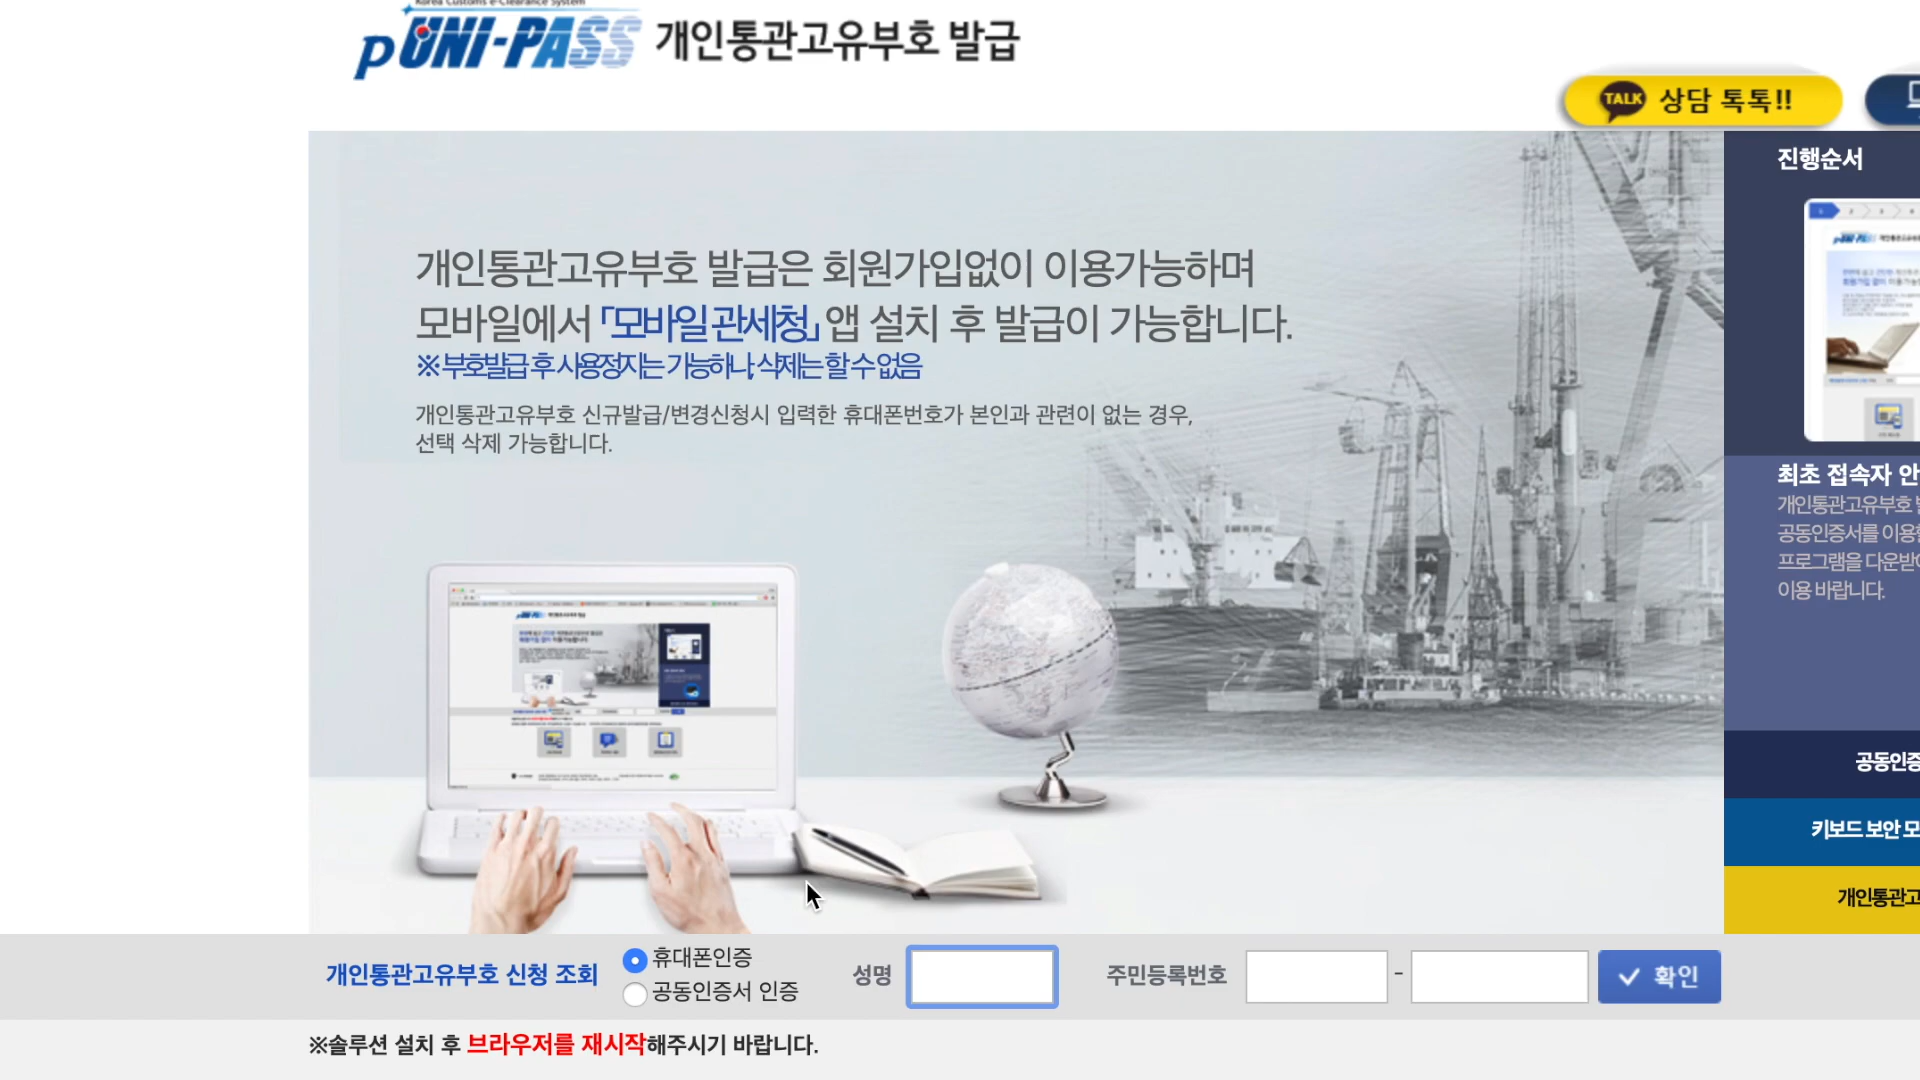 Korea Customs e-Clearance System
pUNI-PASS 개인통관고유부호 발급
TALK 상담 톡톡!!
개인통관고유부호 발급은 회원가입없이 이용가능하며
모바일에서 「모바일 관세청」 앱 설치 후 발급이 가능합니다.
※ 부호발급 후 사용정지는 가능하나, 삭제는 할 수 없음
개인통관고유부호 신규발급/변경신청시 입력한 휴대폰번호가 본인과 관련이 없는 경우,
선택 삭제 가능합니다.
진행순서
최초 접속자 안
개인통관고유부호
공동인증서를 이용
프로그램을 다운받
이용 바랍니다.
공동인증
키보드 보안 모
개인통관고
개인통관고유부호 신청 조회
휴대폰인증
공동인증서 인증
성명
주민등록번호
-
확인
※솔루션 설치 후 브라우저를 재시작해주시기 바랍니다.